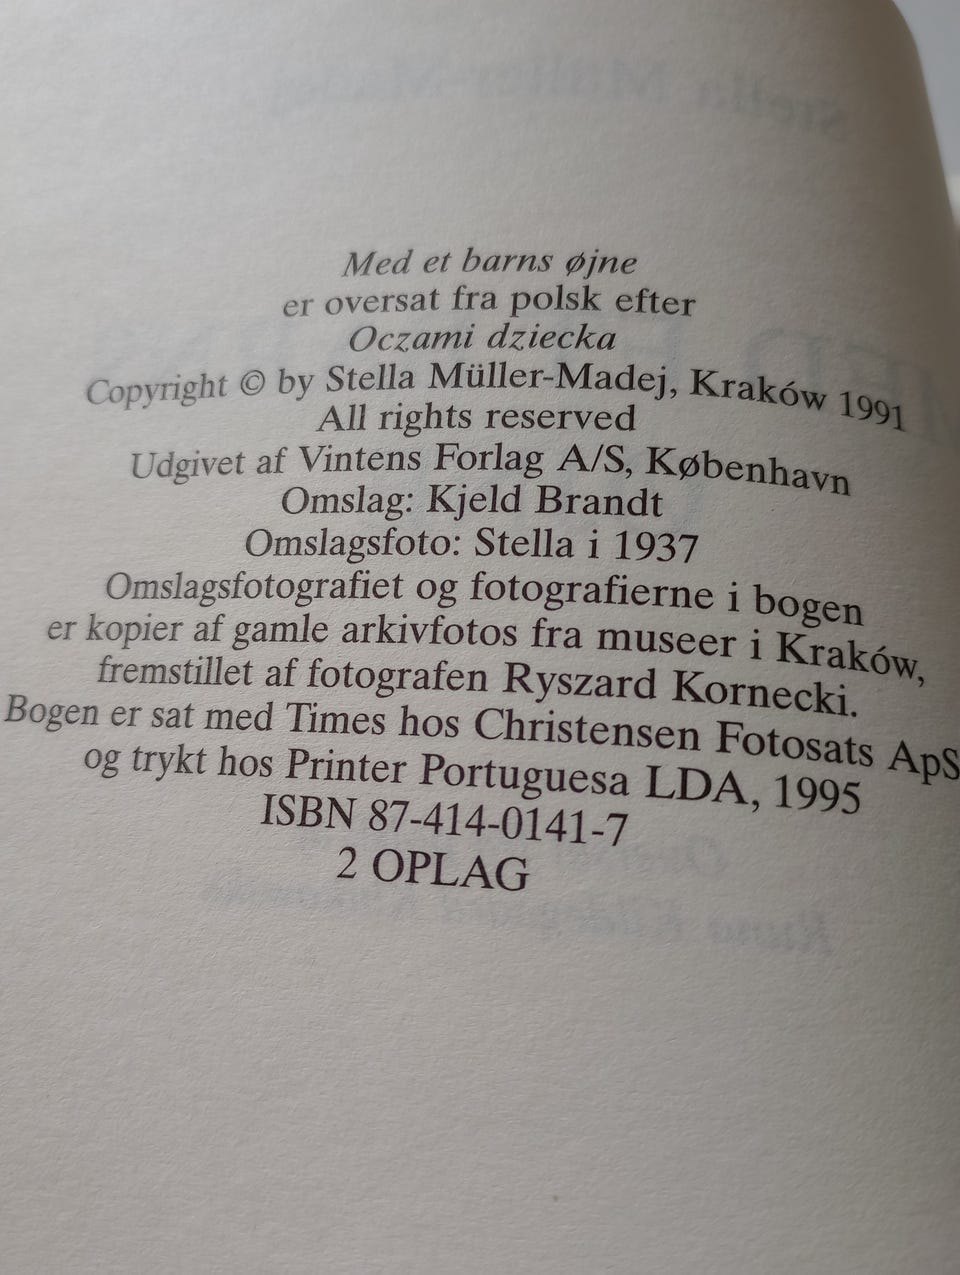 Med et barns øjne
er oversat fra polsk efter
Oczami dziecka
Copyright © by Stella Müller-Madej, Kraków 1991
All rights reserved
Udgivet af Vintens Forlag A/S, København
Omslag: Kjeld Brandt
Omslagsfoto: Stella i 1937
Omslagsfotografiet og fotografierne i bogen
er kopier af gamle arkivfotos fra museer i Kraków,
fremstillet af fotografen Ryszard Kornecki.
Bogen er sat med Times hos Christensen Fotosats ApS
og trykt hos Printer Portuguesa LDA, 1995
ISBN 87-414-0141-7
2 OPLAG